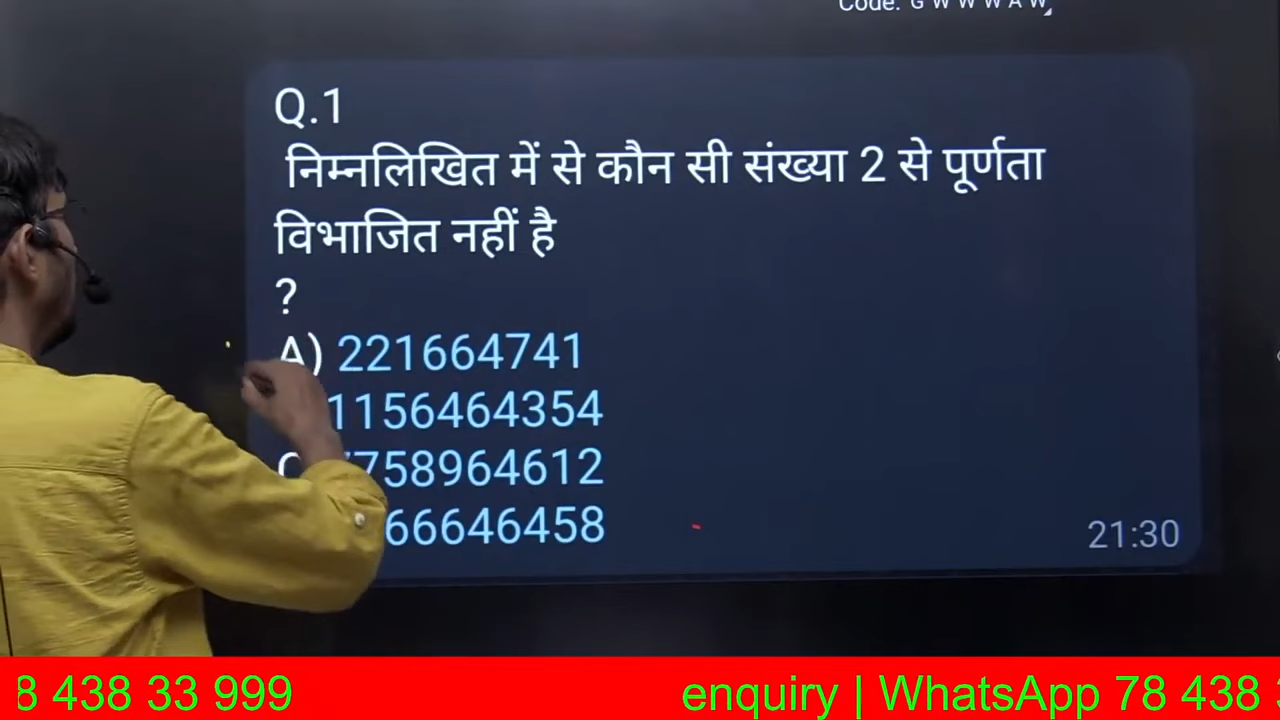 Code: G W W W A W
Q.1
निम्नलिखित में से कौन सी संख्या 2 से पूर्णता
विभाजित नहीं है
?
A) 221664741
1156464354
C 7758964612
66646458
21:30
8 438 33 999 enquiry | WhatsApp 78 438